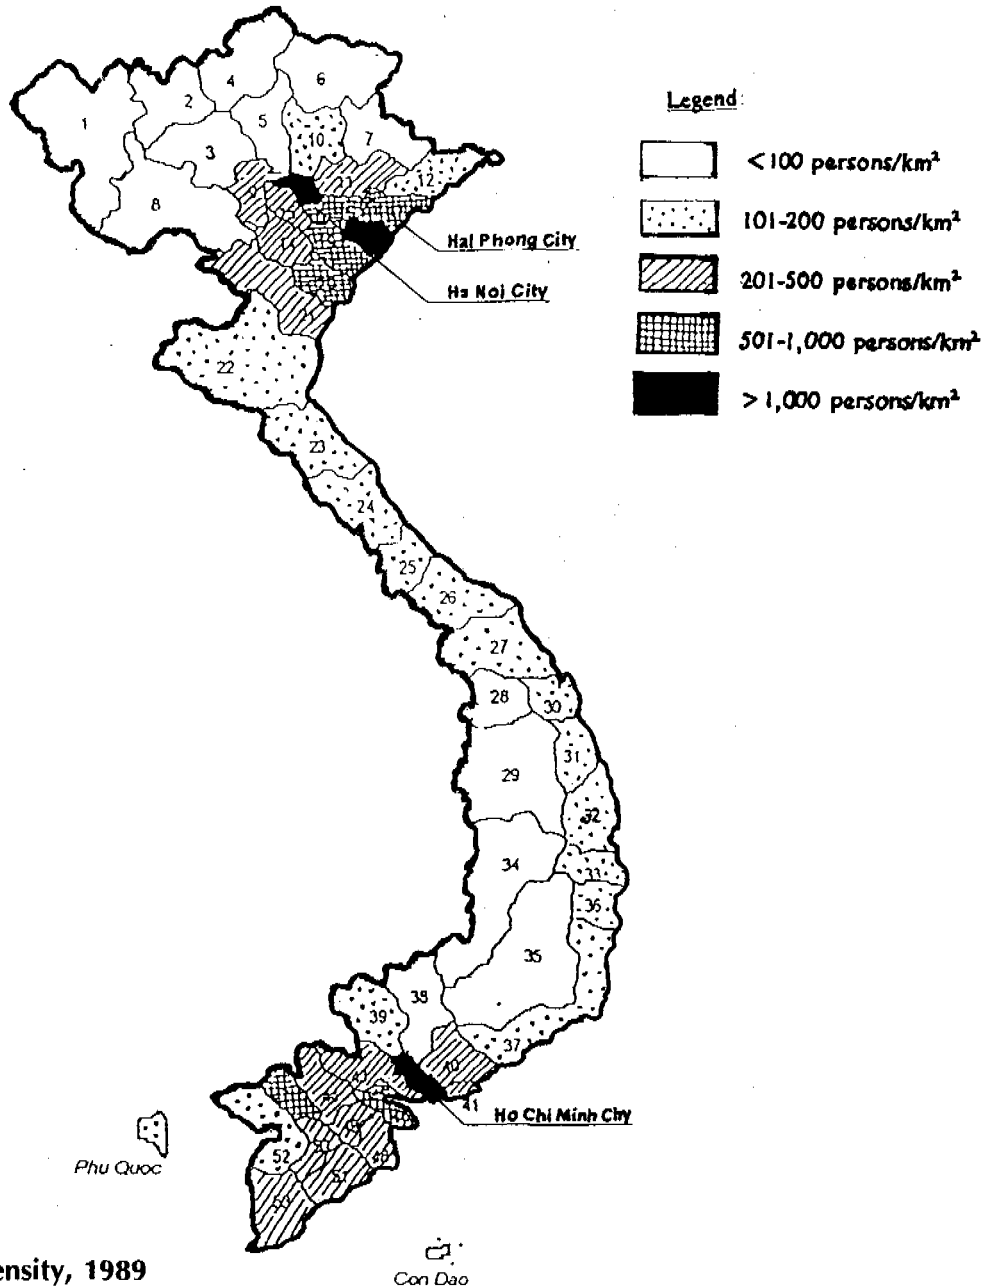 4
6
2
1
5
10
7
3
12
8
Legend:
<100 persons/km²
101-200 persons/km²
201-500 persons/km²
501-1,000 persons/km²
>1,000 persons/km²
Hai Phong City
Ha Noi City
22
23
24
25
26
27
28
30
31
29
32
34
33
36
35
38
39
37
40
41
Ho Chi Minh City
52
Phu Quoc
Con Dao
ensity, 1989